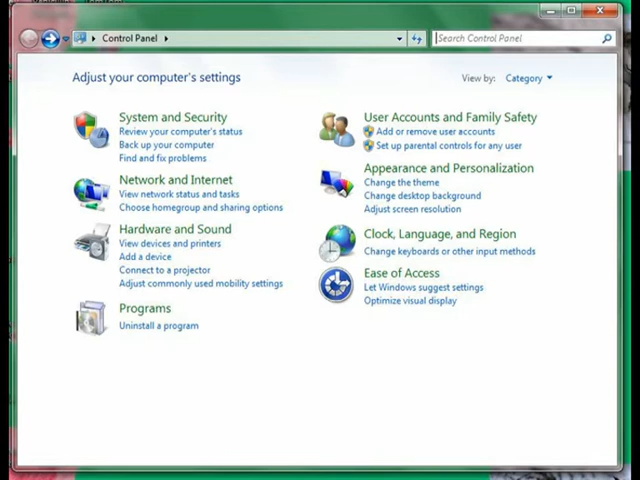 Control Panel
Search Control Panel
Adjust your computer's settings
View by: Category
System and Security
Review your computer's status
Back up your computer
Find and fix problems
Network and Internet
View network status and tasks
Choose homegroup and sharing options
Hardware and Sound
View devices and printers
Add a device
Connect to a projector
Adjust commonly used mobility settings
Programs
Uninstall a program
User Accounts and Family Safety
Add or remove user accounts
Set up parental controls for any user
Appearance and Personalization
Change the theme
Change desktop background
Adjust screen resolution
Clock, Language, and Region
Change keyboards or other input methods
Ease of Access
Let Windows suggest settings
Optimize visual display